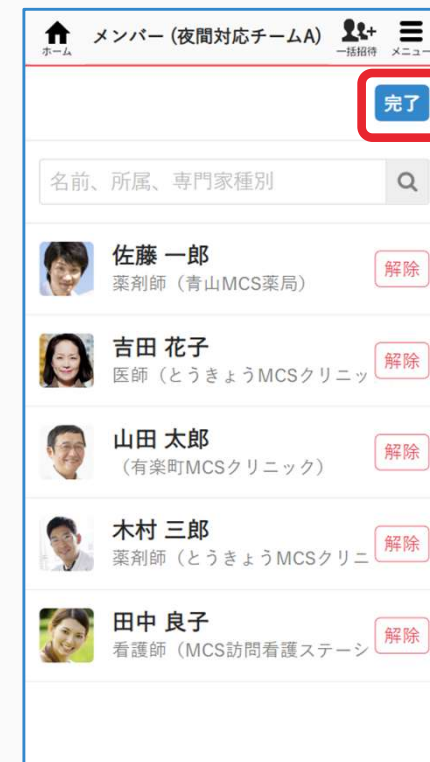 メンバー (夜間対応チームA)
ホーム
一括招待
メニュー
完了
名前、所属、専門家種別
佐藤 一郎
薬剤師（青山MCS薬局）
解除
吉田 花子
医師（とうきょうMCSクリニッ
解除
山田 太郎
（有楽町MCSクリニック）
解除
木村 三郎
薬剤師（とうきょうMCSクリニ
解除
田中 良子
看護師（MCS訪問看護ステーシ
解除